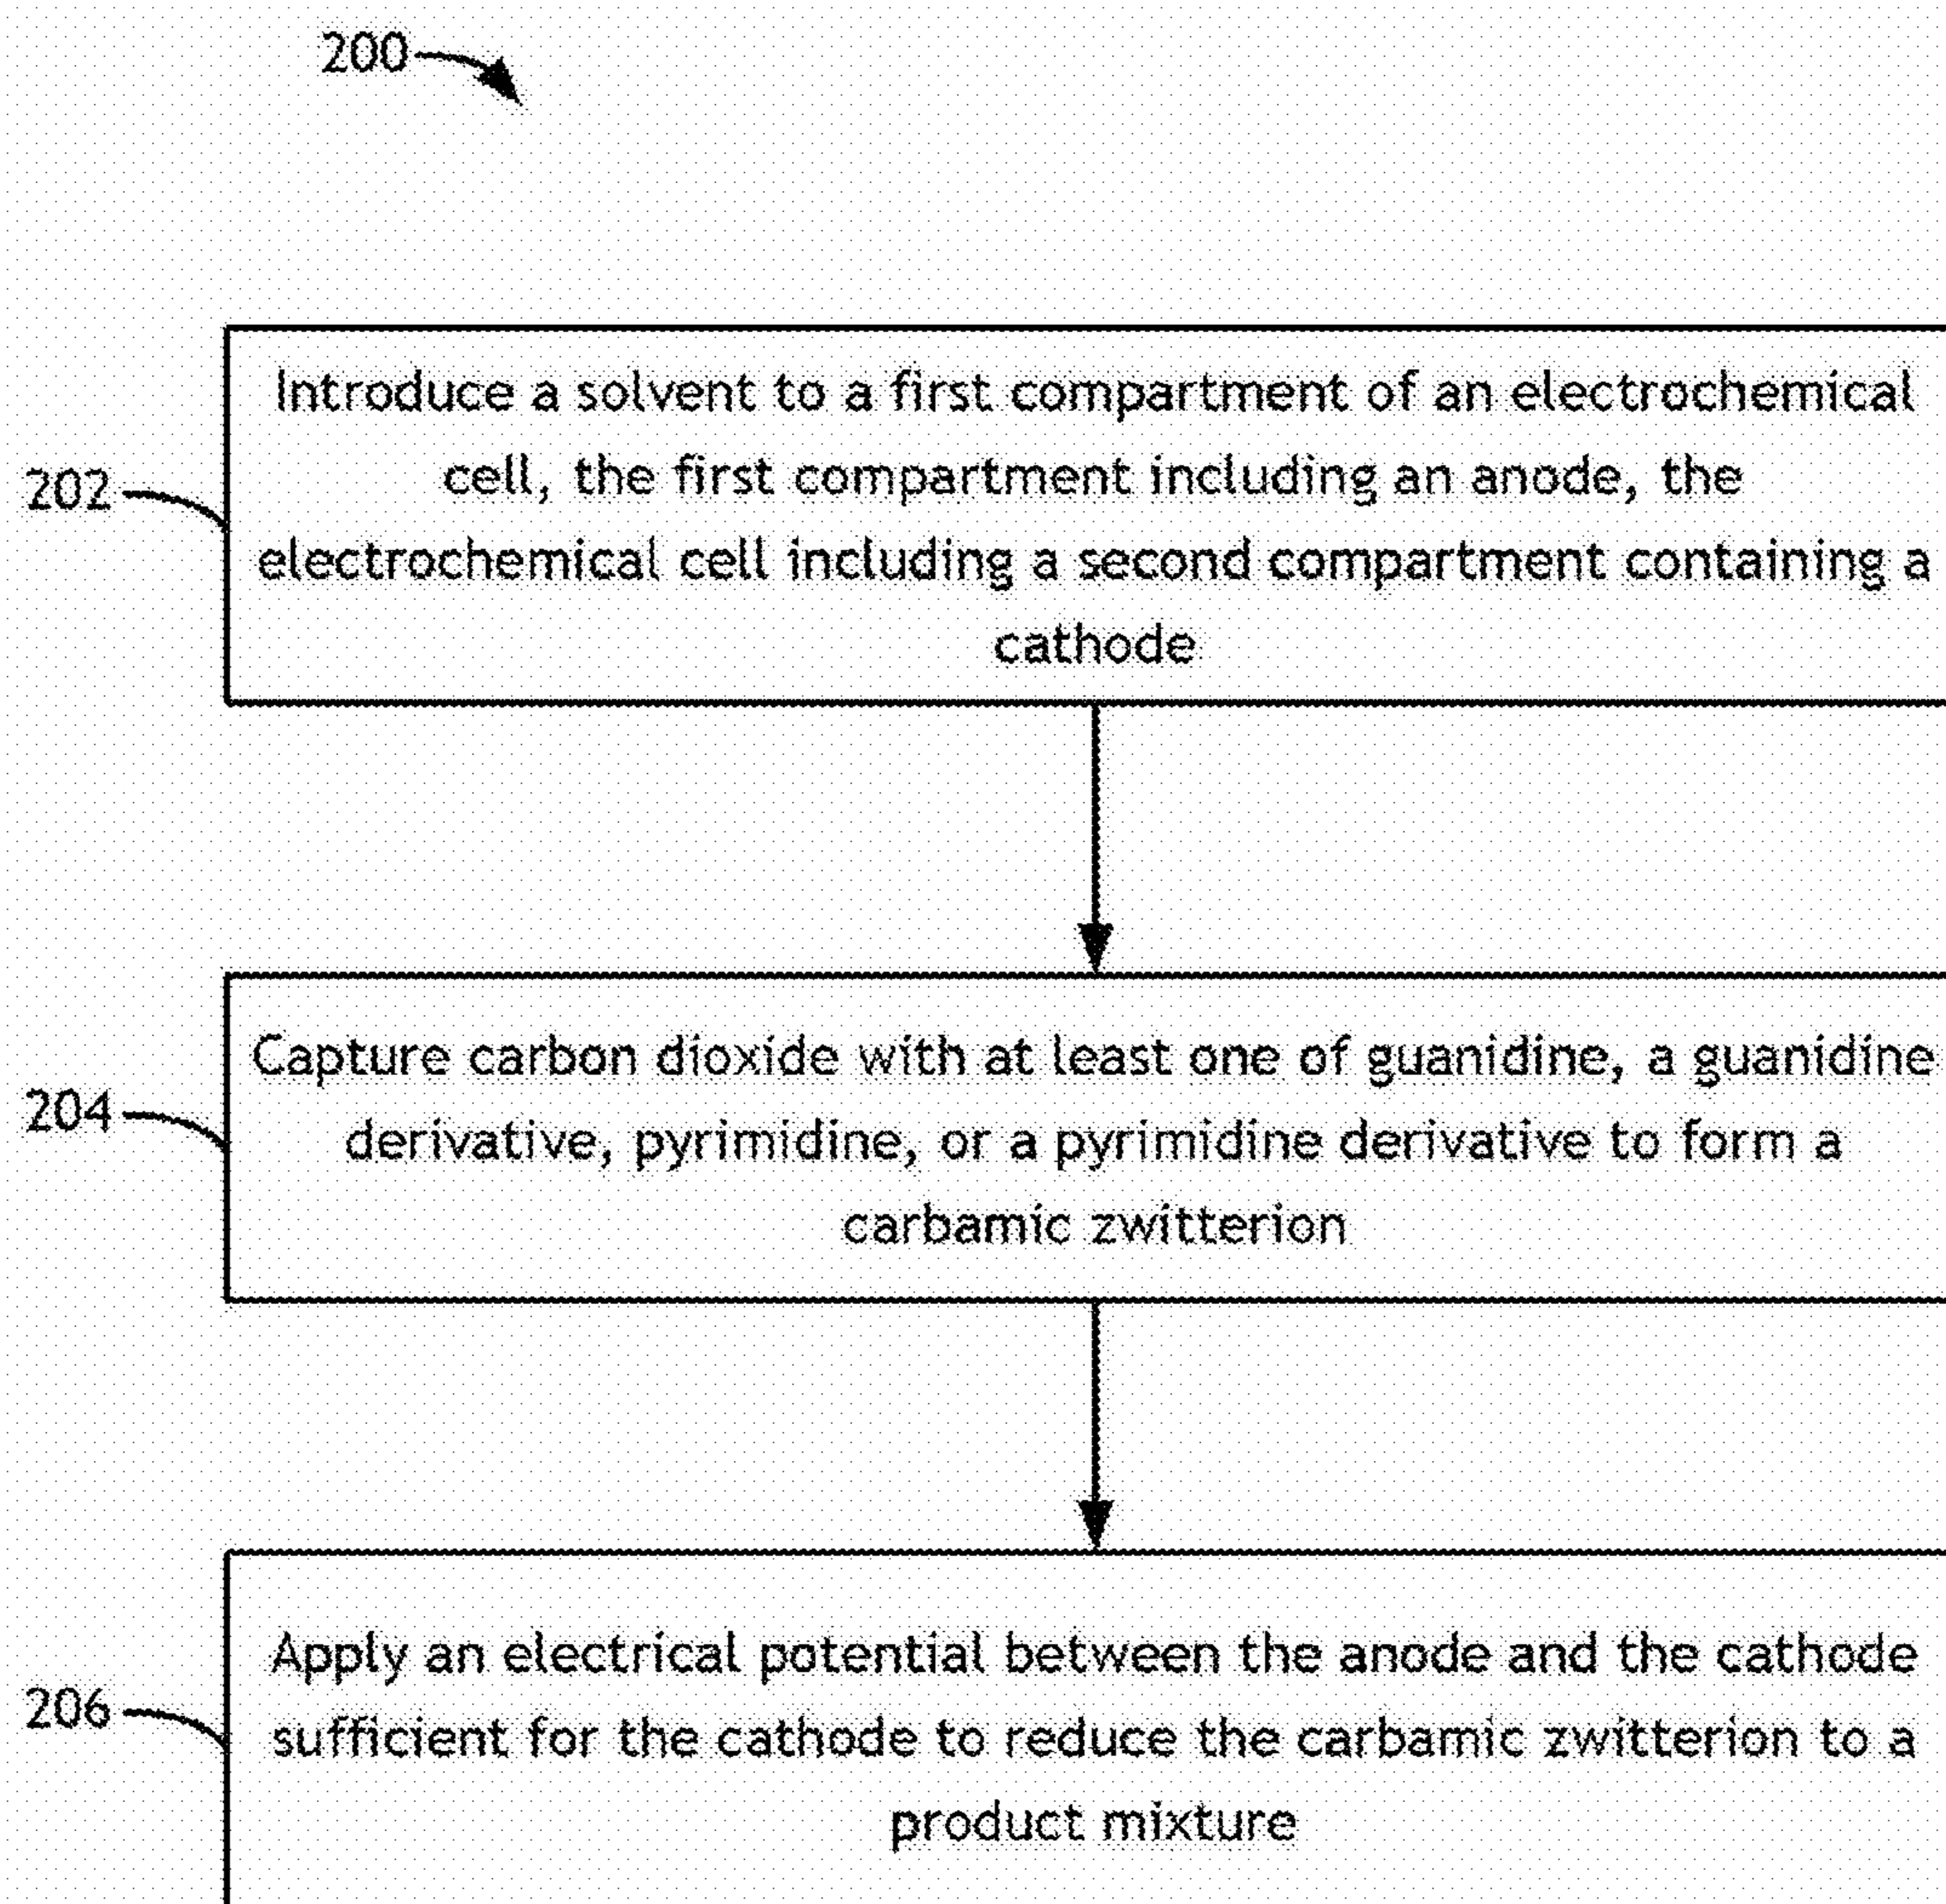 200
Introduce a solvent to a first compartment of an electrochemical
202
cell, the first compartment including an anode, the
electrochemical cell including a second compartment containing a
cathode
Capture carbon dioxide with at least one of guanidine, a guanidine
204
derivative, pyrimidine, or a pyrimidine derivative to form a
carbamic zwitterion
Apply an electrical potential between the anode and the cathode
206
sufficient for the cathode to reduce the carbamic zwitterion to a
product mixture